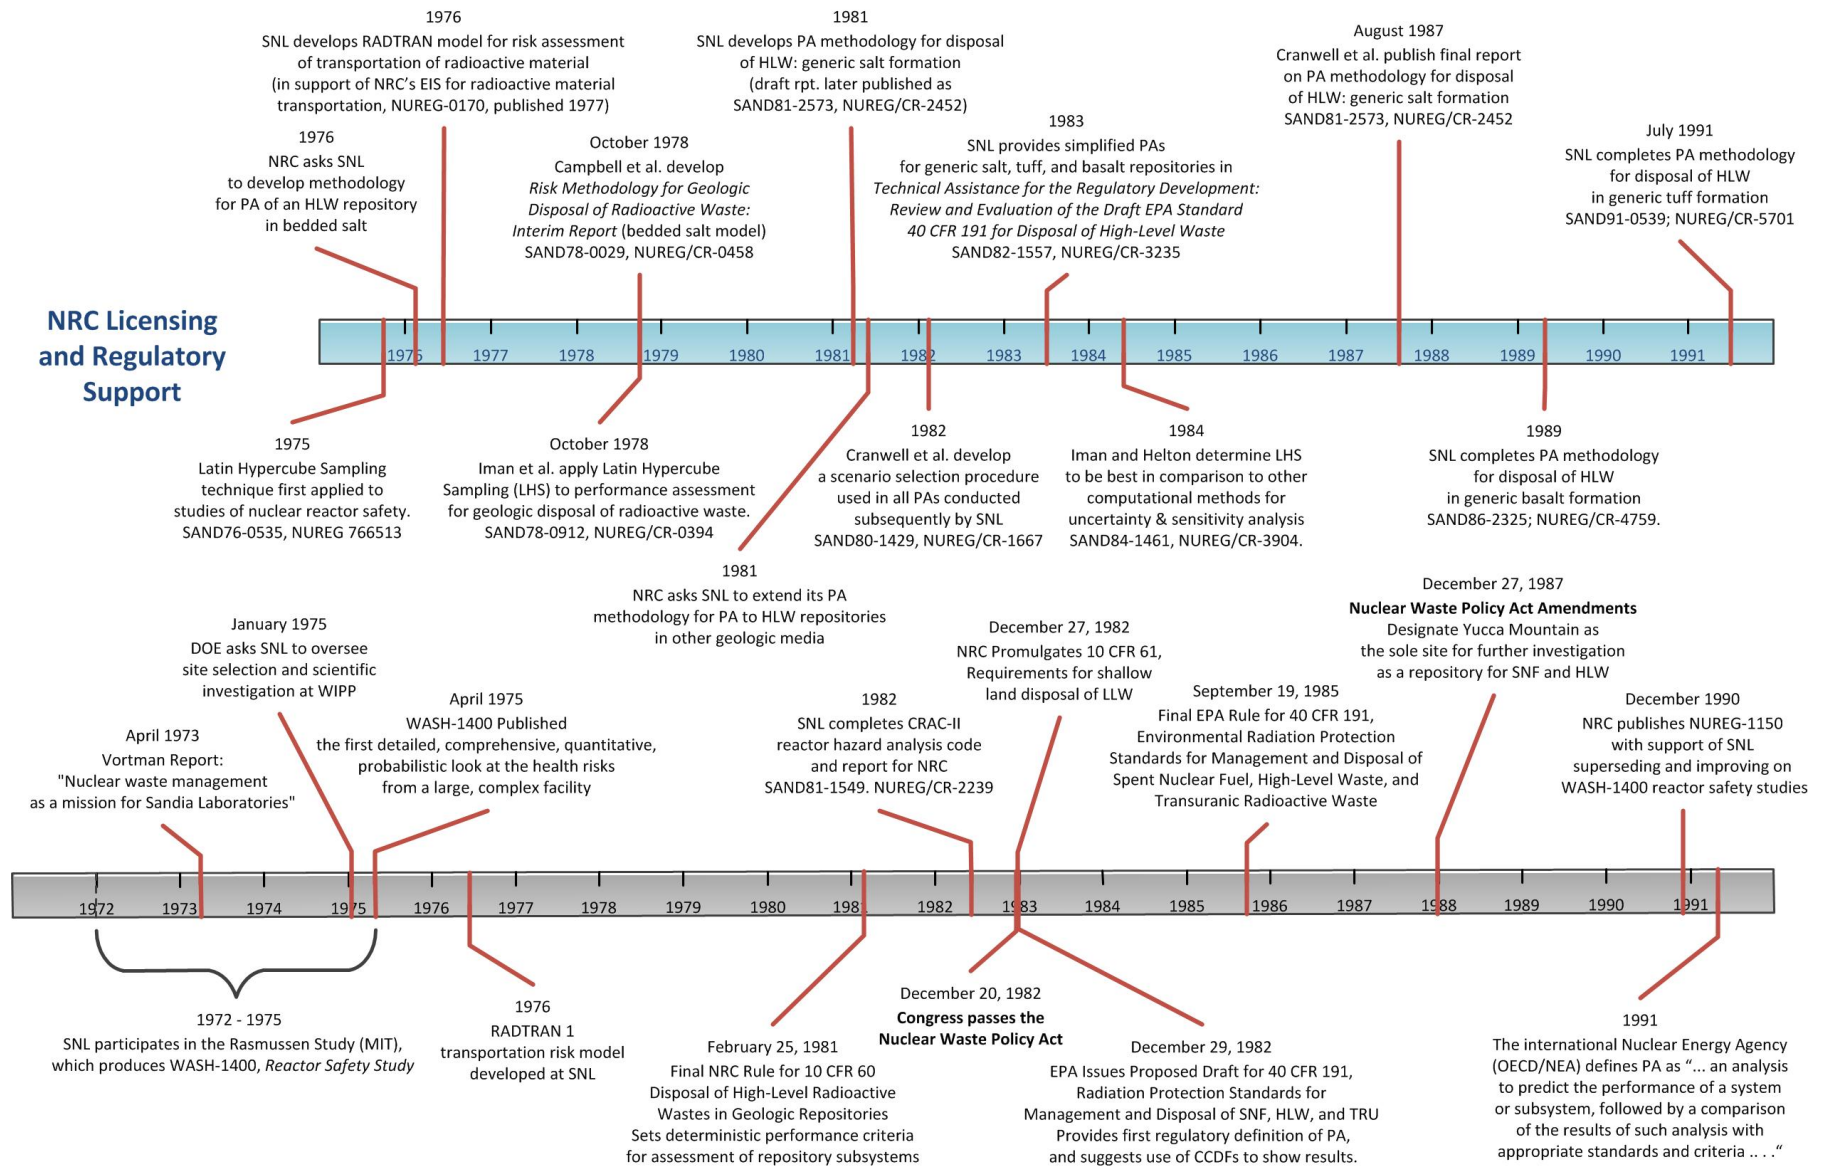 1976
SNL develops RADTRAN model for risk assessment
of transportation of radioactive material
(in support of NRC's EIS for radioactive material
transportation, NUREG-0170, published 1977)
1981
SNL develops PA methodology for disposal
of HLW: generic salt formation
(draft rpt. later published as
SAND81-2573, NUREG/CR-2452)
August 1987
Cranwell et al. publish final report
on PA methodology for disposal
of HLW: generic salt formation
SAND81-2573, NUREG/CR-2452
1976
NRC asks SNL
to develop methodology
for PA of an HLW repository
in bedded salt
October 1978
Campbell et al. develop
Risk Methodology for Geologic
Disposal of Radioactive Waste:
Interim Report (bedded salt model)
SAND78-0029, NUREG/CR-0458
1983
SNL provides simplified PAs
for generic salt, tuff, and basalt repositories in
Technical Assistance for the Regulatory Development:
Review and Evaluation of the Draft EPA Standard
40 CFR 191 for Disposal of High-Level Waste
SAND82-1557, NUREG/CR-3235
July 1991
SNL completes PA methodology
for disposal of HLW
in generic tuff formation
SAND91-0539; NUREG/CR-5701
NRC Licensing
and Regulatory
Support
1976 1977 1978 1979 1980 1981 1982 1983 1984 1985 1986 1987 1988 1989 1990 1991
1975
Latin Hypercube Sampling
technique first applied to
studies of nuclear reactor safety.
SAND76-0535, NUREG 766513
October 1978
Iman et al. apply Latin Hypercube
Sampling (LHS) to performance assessment
for geologic disposal of radioactive waste.
SAND78-0912, NUREG/CR-0394
1982
Cranwell et al. develop
a scenario selection procedure
used in all PAs conducted
subsequently by SNL
SAND80-1429, NUREG/CR-1667
1984
Iman and Helton determine LHS
to be best in comparison to other
computational methods for
uncertainty & sensitivity analysis
SAND84-1461, NUREG/CR-3904.
1989
SNL completes PA methodology
for disposal of HLW
in generic basalt formation
SAND86-2325; NUREG/CR-4759.
1981
NRC asks SNL to extend its PA
methodology for PA to HLW repositories
in other geologic media
April 1973
Vortman Report:
"Nuclear waste management
as a mission for Sandia Laboratories"
January 1975
DOE asks SNL to oversee
site selection and scientific
investigation at WIPP
April 1975
WASH-1400 Published
the first detailed, comprehensive, quantitative,
probabilistic look at the health risks
from a large, complex facility
1982
SNL completes CRAC-II
reactor hazard analysis code
and report for NRC
SAND81-1549. NUREG/CR-2239
December 27, 1982
NRC Promulgates 10 CFR 61,
Requirements for shallow
land disposal of LLW
September 19, 1985
Final EPA Rule for 40 CFR 191,
Environmental Radiation Protection
Standards for Management and Disposal of
Spent Nuclear Fuel, High-Level Waste, and
Transuranic Radioactive Waste
December 27, 1987
Nuclear Waste Policy Act Amendments
Designate Yucca Mountain as
the sole site for further investigation
as a repository for SNF and HLW
December 1990
NRC publishes NUREG-1150
with support of SNL
superseding and improving on
WASH-1400 reactor safety studies
1972 1973 1974 1975 1976 1977 1978 1979 1980 1981 1982 1983 1984 1985 1986 1987 1988 1989 1990 1991
1972 - 1975
SNL participates in the Rasmussen Study (MIT),
which produces WASH-1400, Reactor Safety Study
1976
RADTRAN 1
transportation risk model
developed at SNL
February 25, 1981
Final NRC Rule for 10 CFR 60
Disposal of High-Level Radioactive
Wastes in Geologic Repositories
Sets deterministic performance criteria
for assessment of repository subsystems
December 20, 1982
Congress passes the
Nuclear Waste Policy Act
December 29, 1982
EPA Issues Proposed Draft for 40 CFR 191,
Radiation Protection Standards for
Management and Disposal of SNF, HLW, and TRU
Provides first regulatory definition of PA,
and suggests use of CCDFs to show results.
1991
The international Nuclear Energy Agency
(OECD/NEA) defines PA as “... an analysis
to predict the performance of a system
or subsystem, followed by a comparison
of the results of such analysis with
appropriate standards and criteria .. . .“